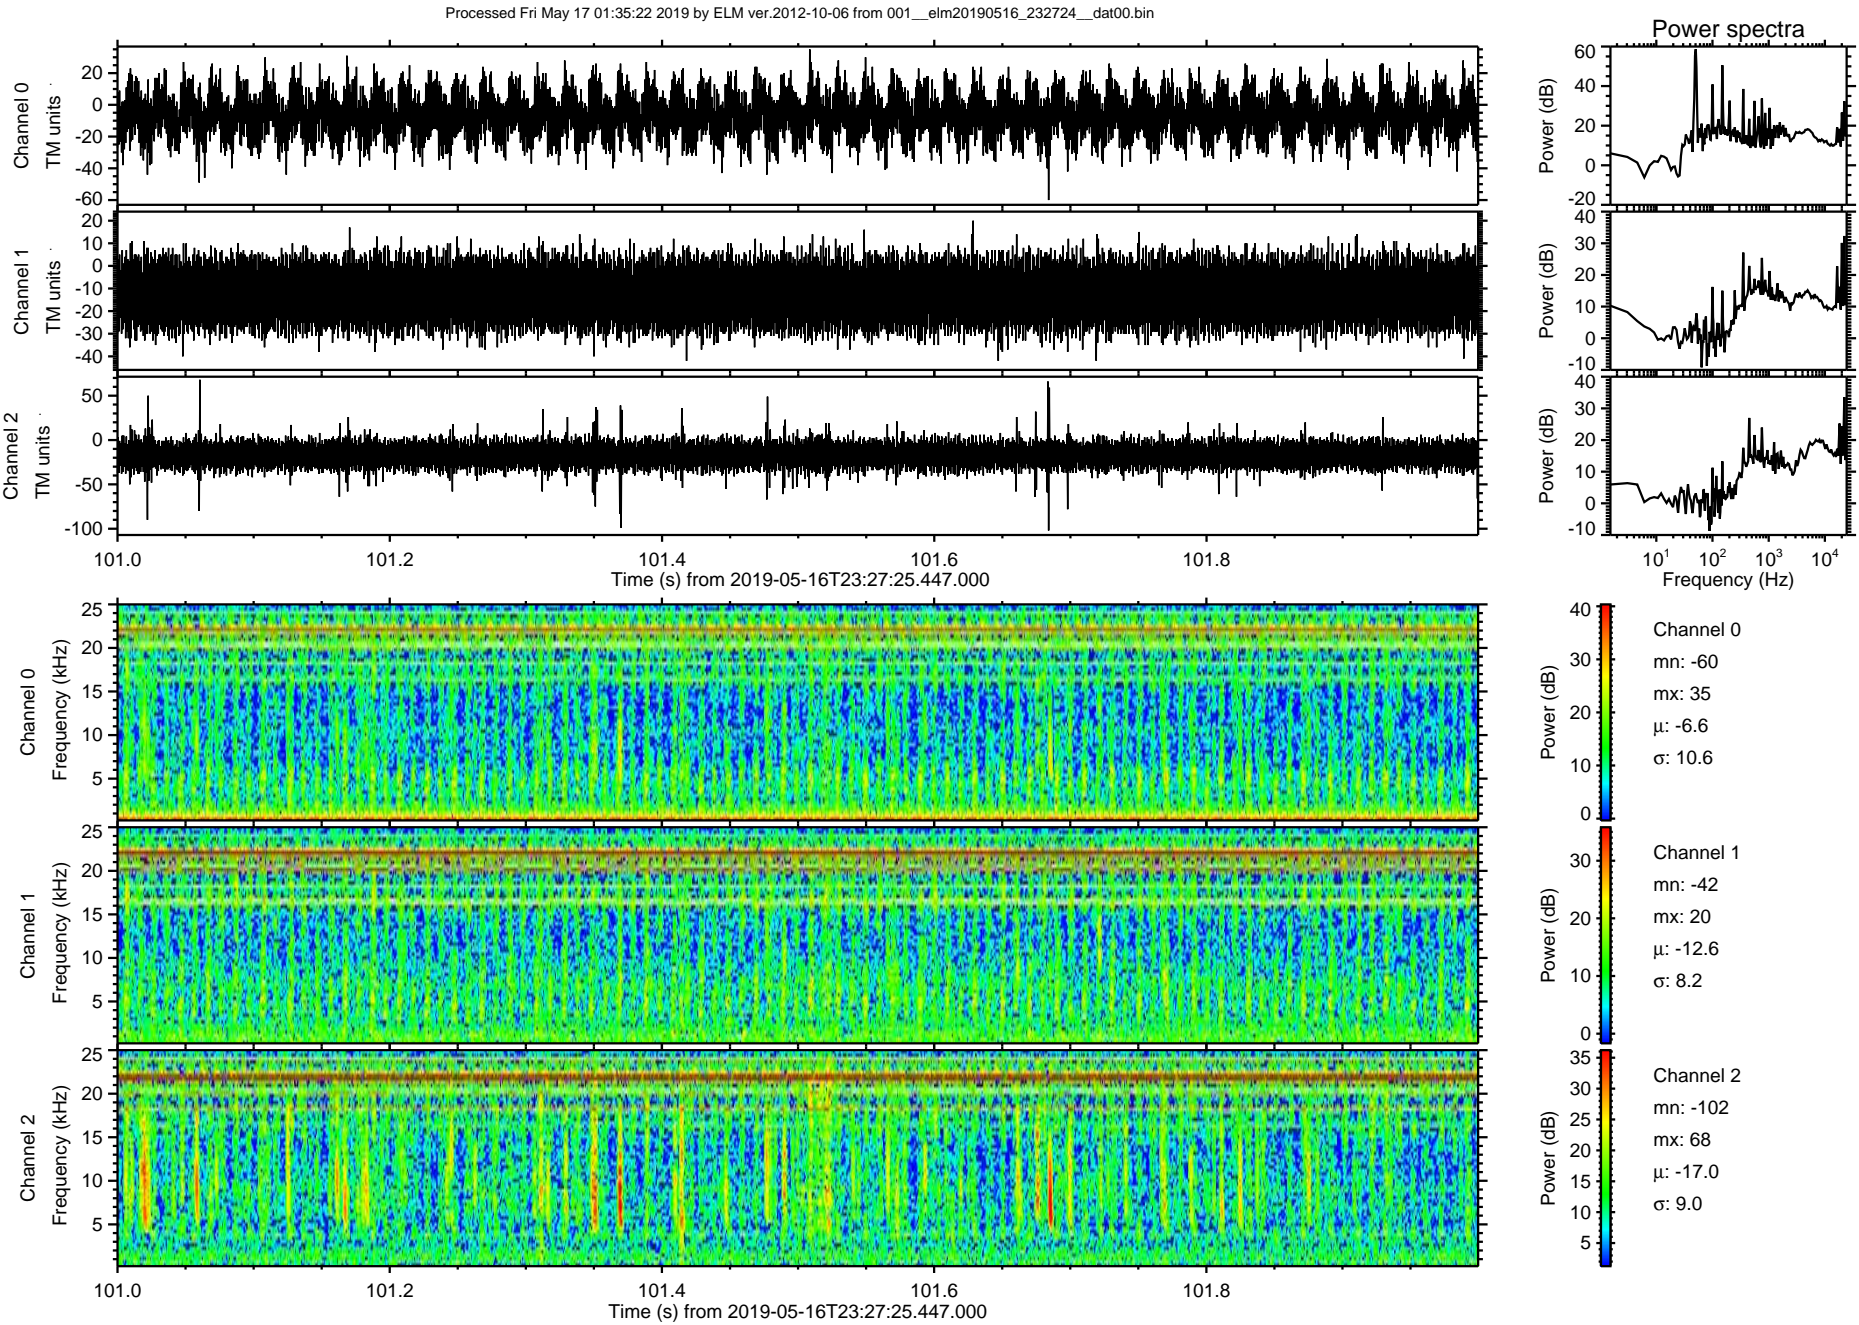 Processed Fri May 17 01:35:22 2019 by ELM ver.2012-10-06 from 001__elm20190516_232724__dat00.bin
Power spectra
Channel 0
TM units
20
0
-20
-40
-60
Power (dB)
60
40
20
0
-20
Channel 1
TM units
20
10
0
-10
-20
-30
-40
Power (dB)
40
30
20
10
0
-10
Channel 2
TM units
50
0
-50
-100
Power (dB)
40
30
20
10
0
-10
101.0 101.2 101.4 101.6 101.8
Time (s) from 2019-05-16T23:27:25.447.000
10^1 10^2 10^3 10^4
Frequency (Hz)
Channel 0
Frequency (kHz)
25
20
15
10
5
Power (dB)
40
30
20
10
0
Channel 0
mn: -60
mx: 35
μ: -6.6
σ: 10.6
Channel 1
Frequency (kHz)
25
20
15
10
5
Power (dB)
30
20
10
0
Channel 1
mn: -42
mx: 20
μ: -12.6
σ: 8.2
Channel 2
Frequency (kHz)
25
20
15
10
5
Power (dB)
35
30
25
20
15
10
5
Channel 2
mn: -102
mx: 68
μ: -17.0
σ: 9.0
101.0 101.2 101.4 101.6 101.8
Time (s) from 2019-05-16T23:27:25.447.000